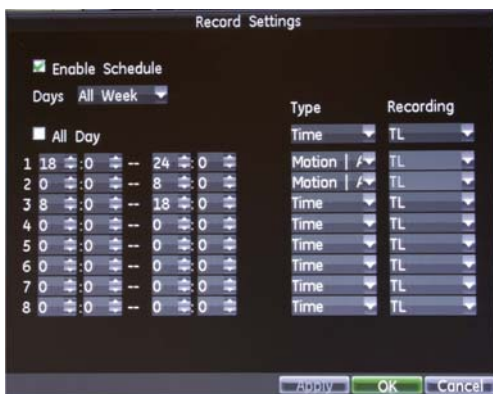 Record Settings
Enable Schedule
Days All Week
Type Recording
All Day Time TL
1 18 : 0 -- 24 : 0 Motion | A TL
2 0 : 0 -- 8 : 0 Motion | A TL
3 8 : 0 -- 18 : 0 Time TL
4 0 : 0 -- 0 : 0 Time TL
5 0 : 0 -- 0 : 0 Time TL
6 0 : 0 -- 0 : 0 Time TL
7 0 : 0 -- 0 : 0 Time TL
8 0 : 0 -- 0 : 0 Time TL
Apply OK Cancel